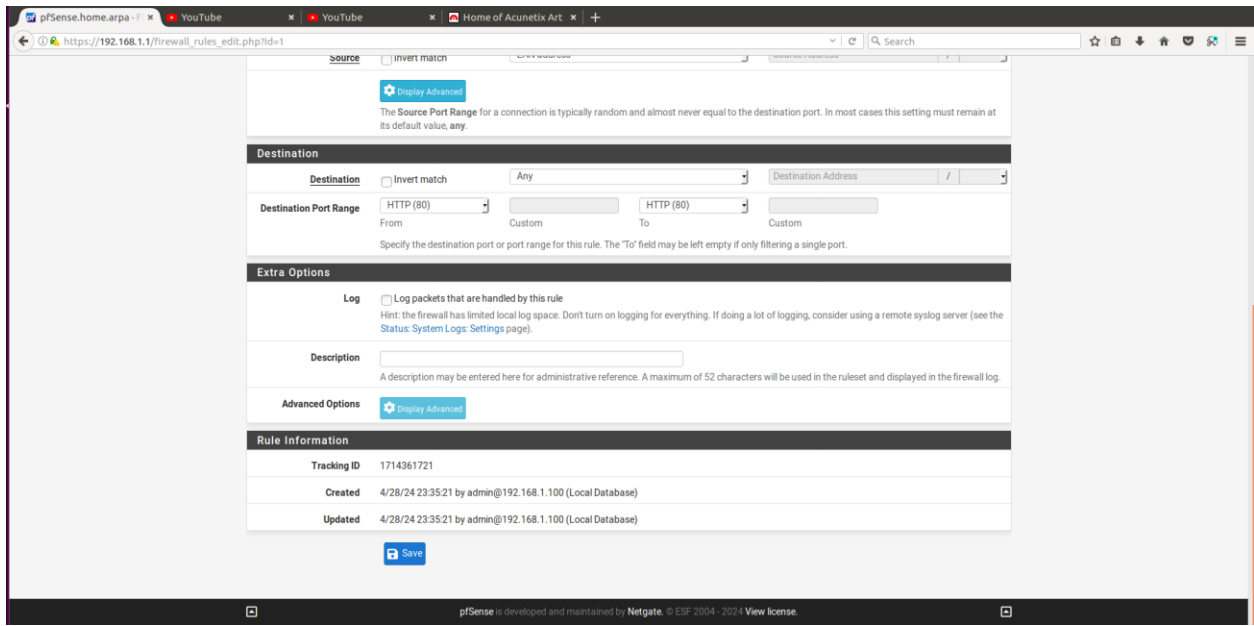 pfSense.home.arpa - F
YouTube
YouTube
Home of Acunetix Art
https://192.168.1.1/firewall_rules_edit.php?id=1
Search
Source
Invert match
LAN address
Source Address
/
Display Advanced
The Source Port Range for a connection is typically random and almost never equal to the destination port. In most cases this setting must remain at
its default value, any.
Destination
Destination
Invert match
Any
Destination Address
/
Destination Port Range
HTTP (80)
HTTP (80)
From
Custom
To
Custom
Specify the destination port or port range for this rule. The "To" field may be left empty if only filtering a single port.
Extra Options
Log
Log packets that are handled by this rule
Hint: the firewall has limited local log space. Don't turn on logging for everything. If doing a lot of logging, consider using a remote syslog server (see the
Status: System Logs: Settings page).
Description
A description may be entered here for administrative reference. A maximum of 52 characters will be used in the ruleset and displayed in the firewall log.
Advanced Options
Display Advanced
Rule Information
Tracking ID
1714361721
Created
4/28/24 23:35:21 by admin@192.168.1.100 (Local Database)
Updated
4/28/24 23:35:21 by admin@192.168.1.100 (Local Database)
Save
pfSense is developed and maintained by Netgate. © ESF 2004 - 2024 View license.